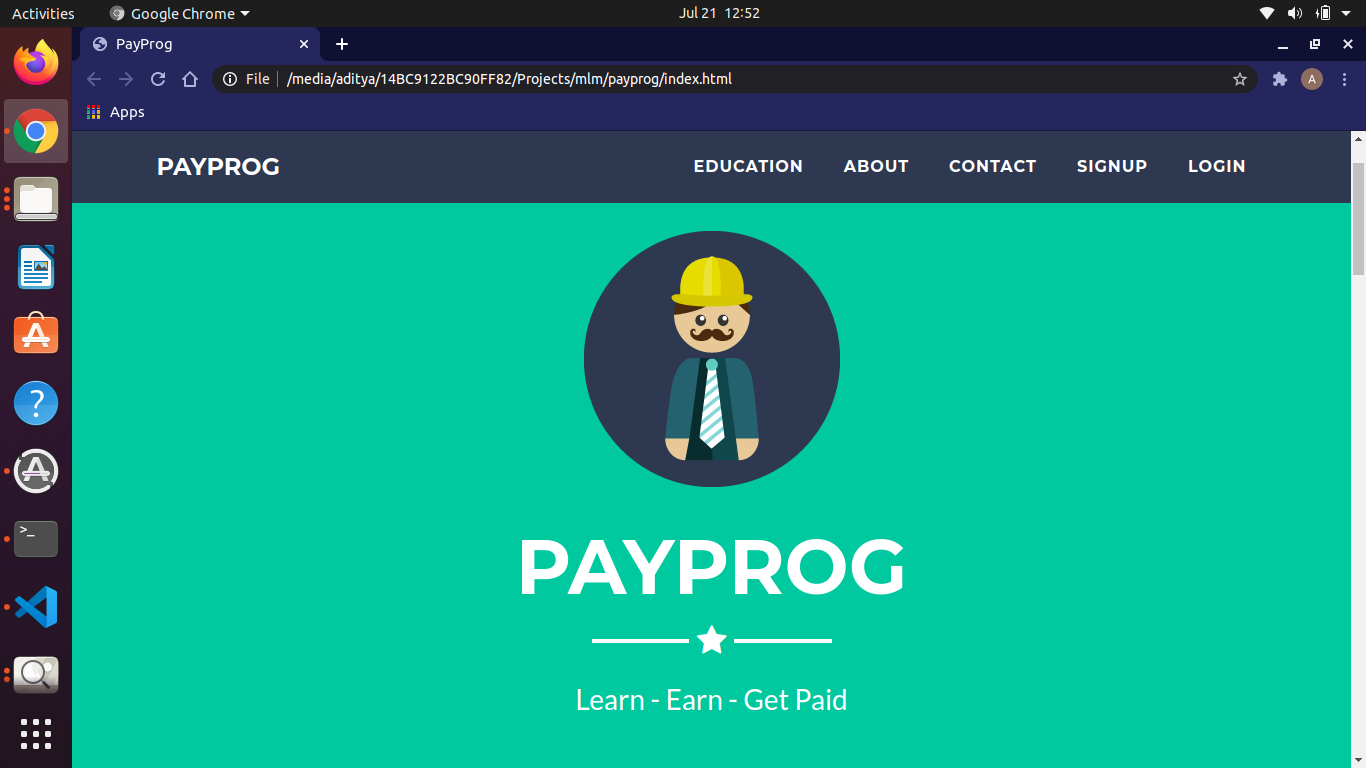 Activities Google Chrome Jul 21 12:52
PayProg
File /media/aditya/14BC9122BC90FF82/Projects/mlm/payprog/index.html A
Apps
PAYPROG EDUCATION ABOUT CONTACT SIGNUP LOGIN
PAYPROG
Learn - Earn - Get Paid